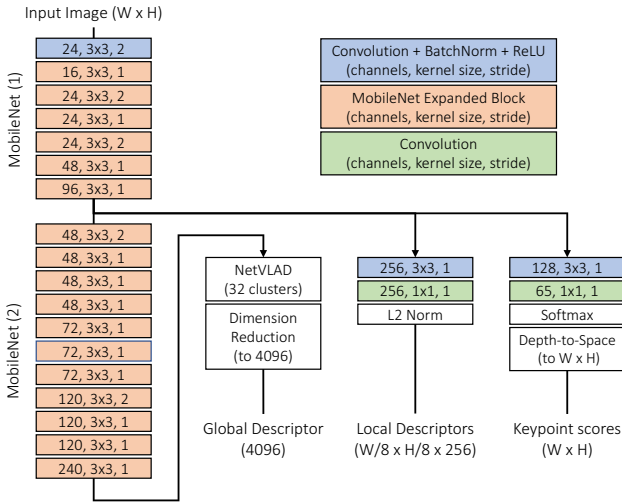 Input Image (W x H)
MobileNet (1)
24, 3x3, 2
16, 3x3, 1
24, 3x3, 2
24, 3x3, 1
24, 3x3, 2
48, 3x3, 1
96, 3x3, 1
Convolution + BatchNorm + ReLU
(channels, kernel size, stride)
MobileNet Expanded Block
(channels, kernel size, stride)
Convolution
(channels, kernel size, stride)
MobileNet (2)
48, 3x3, 2
48, 3x3, 1
48, 3x3, 1
48, 3x3, 1
72, 3x3, 1
72, 3x3, 1
72, 3x3, 1
120, 3x3, 2
120, 3x3, 1
120, 3x3, 1
240, 3x3, 1
NetVLAD
(32 clusters)
Dimension
Reduction
(to 4096)
Global Descriptor
(4096)
256, 3x3, 1
256, 1x1, 1
L2 Norm
Local Descriptors
(W/8 x H/8 x 256)
128, 3x3, 1
65, 1x1, 1
Softmax
Depth-to-Space
(to W x H)
Keypoint scores
(W x H)